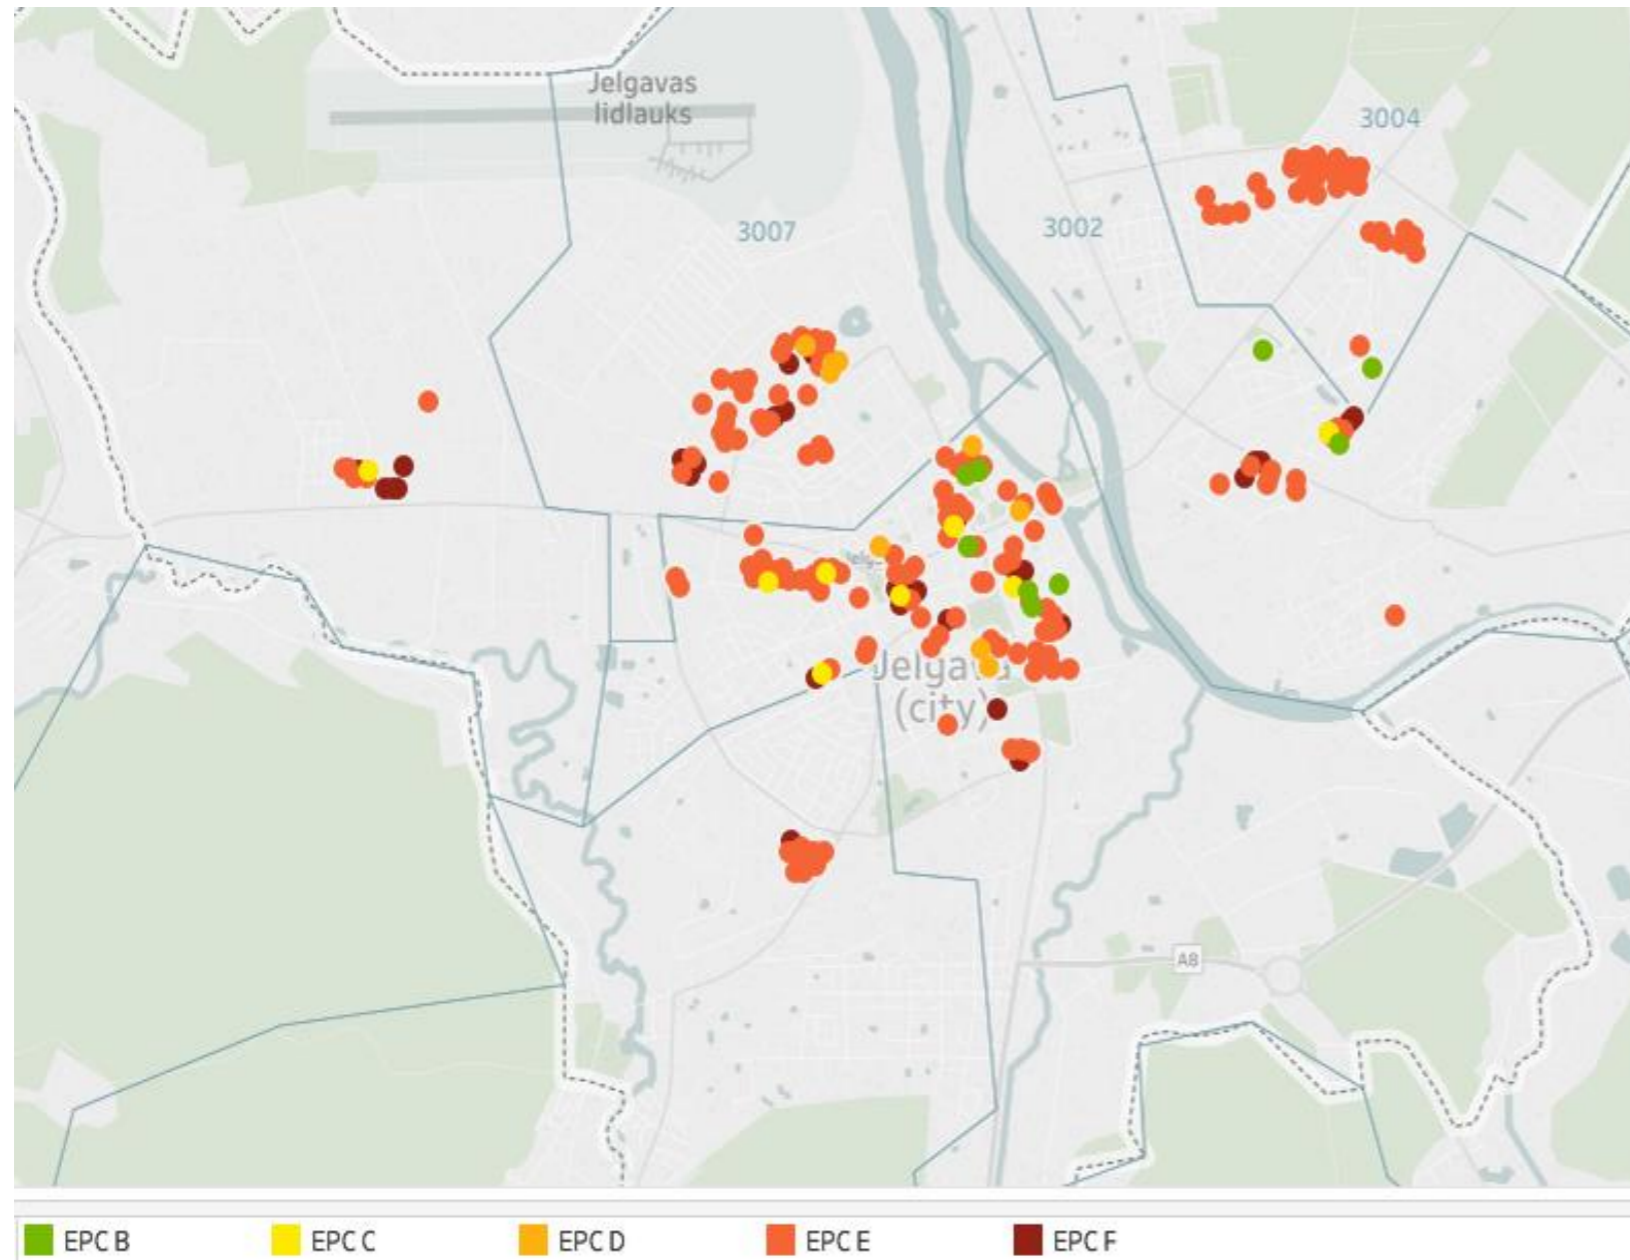 Jelgavas
lidlauks
3004
3007
3002
Jelgava
(city)
A8
EPC B
EPC C
EPC D
EPC E
EPC F